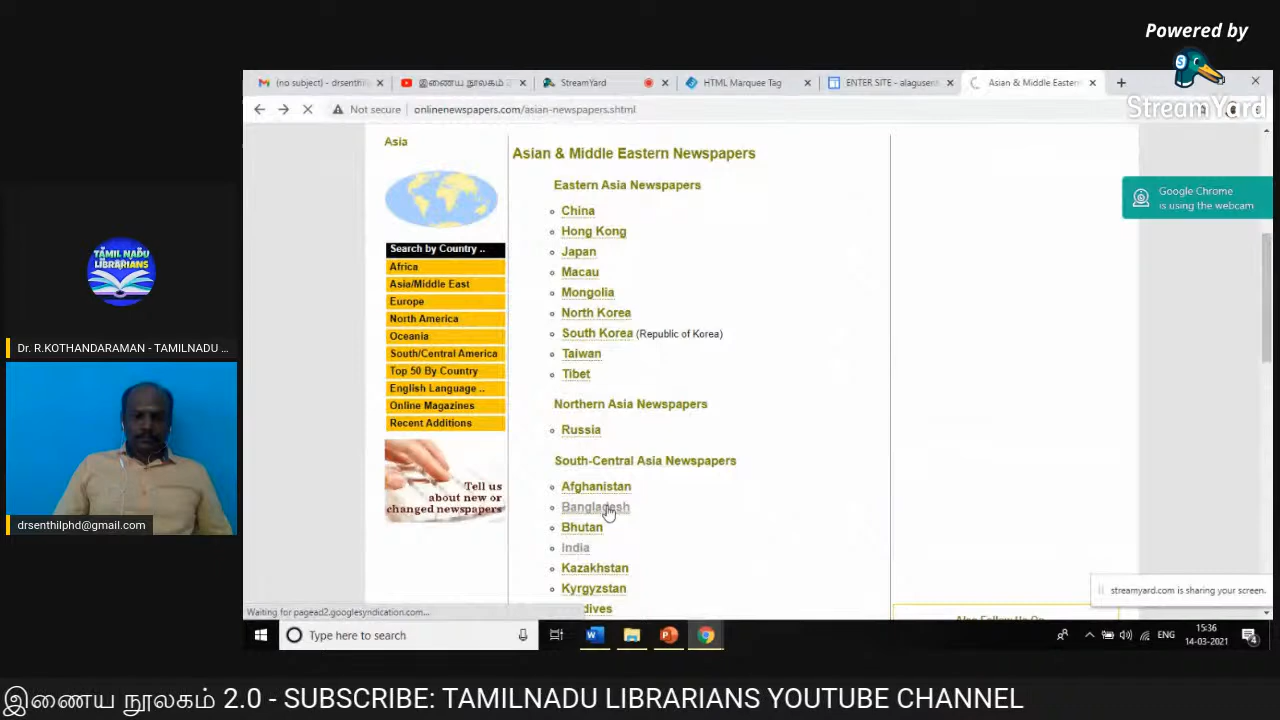 Powered by
StreamYard
(no subject) - drsenthil
இணைய நூலகம் 2
StreamYard
HTML Marquee Tag
ENTER SITE - alagusen
Asian & Middle Eastern
Not secure
onlinenewspapers.com/asian-newspapers.shtml
Google Chrome
is using the webcam
Asia
Search by Country ..
Africa
Asia/Middle East
Europe
North America
Oceania
South/Central America
Top 50 By Country
English Language ..
Online Magazines
Recent Additions
Tell us
about new or
changed newspapers
Asian & Middle Eastern Newspapers
Eastern Asia Newspapers
China
Hong Kong
Japan
Macau
Mongolia
North Korea
South Korea (Republic of Korea)
Taiwan
Tibet
Northern Asia Newspapers
Russia
South-Central Asia Newspapers
Afghanistan
Bangladesh
Bhutan
India
Kazakhstan
Kyrgyzstan
dives
streamyard.com is sharing your screen.
Waiting for pagead2.googlesyndication.com...
Type here to search
ENG
15:36
14-03-2021
TAMIL NADU
LIBRARIANS
Dr. R.KOTHANDARAMAN - TAMILNADU ...
drsenthilphd@gmail.com
இணைய நூலகம் 2.0 - SUBSCRIBE: TAMILNADU LIBRARIANS YOUTUBE CHANNEL